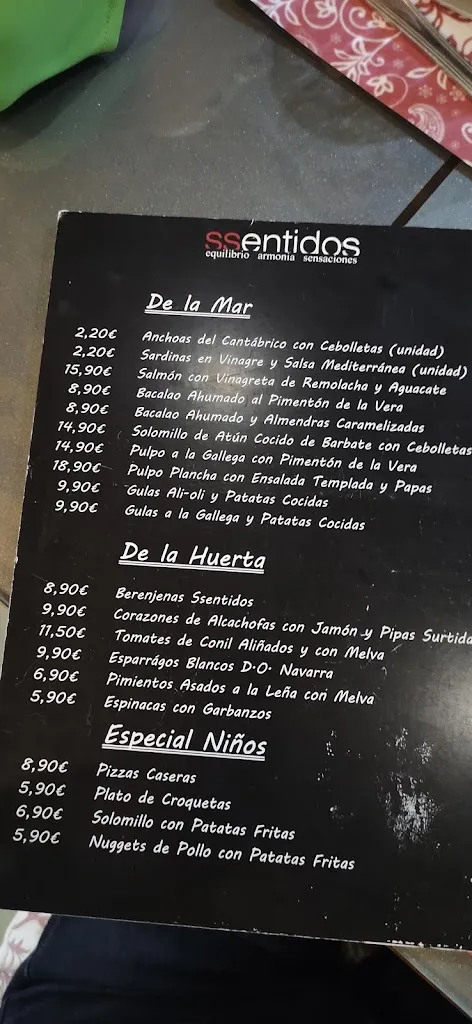 ssentidos
equilibrio armonía sensaciones
De la Mar
2,20€ Anchoas del Cantábrico con Cebolletas (unidad)
2,20€ Sardinas en Vinagre y Salsa Mediterránea (unidad)
15,90€ Salmón con Vinagreta de Remolacha y Aguacate
8,90€ Bacalao Ahumado al Pimentón de la Vera
8,90€ Bacalao Ahumado y Almendras Caramelizadas
14,90€ Solomillo de Atún Cocido de Barbate con Cebolletas
14,90€ Pulpo a la Gallega con Pimentón de la Vera
18,90€ Pulpo Plancha con Ensalada Templada y Papas
9,90€ Gulas Ali-oli y Patatas Cocidas
9,90€ Gulas a la Gallega y Patatas Cocidas
De la Huerta
8,90€ Berenjenas Ssentidos
9,90€ Corazones de Alcachofas con Jamón y Pipas Surtida
11,50€ Tomates de Conil Aliñados y con Melva
9,90€ Esparrágos Blancos D.O. Navarra
6,90€ Pimientos Asados a la Leña con Melva
5,90€ Espinacas con Garbanzos
Especial Niños
8,90€ Pizzas Caseras
5,90€ Plato de Croquetas
6,90€ Solomillo con Patatas Fritas
5,90€ Nuggets de Pollo con Patatas Fritas